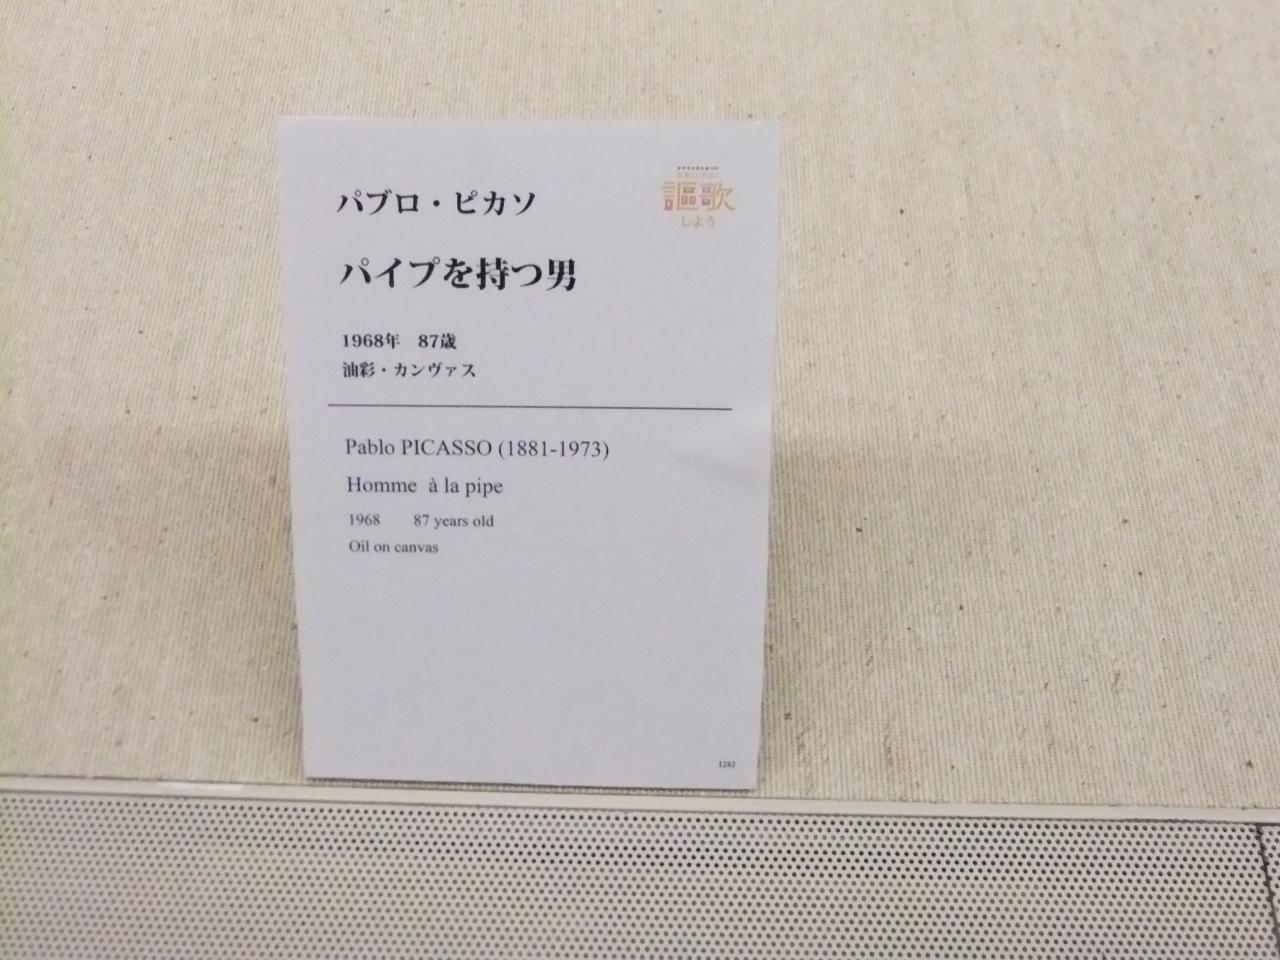 パブロ・ピカソ
謳歌
しよう
パイプを持つ男
1968年　87歳
油彩・カンヴァス
Pablo PICASSO (1881-1973)
Homme à la pipe
1968 87 years old
Oil on canvas
1282